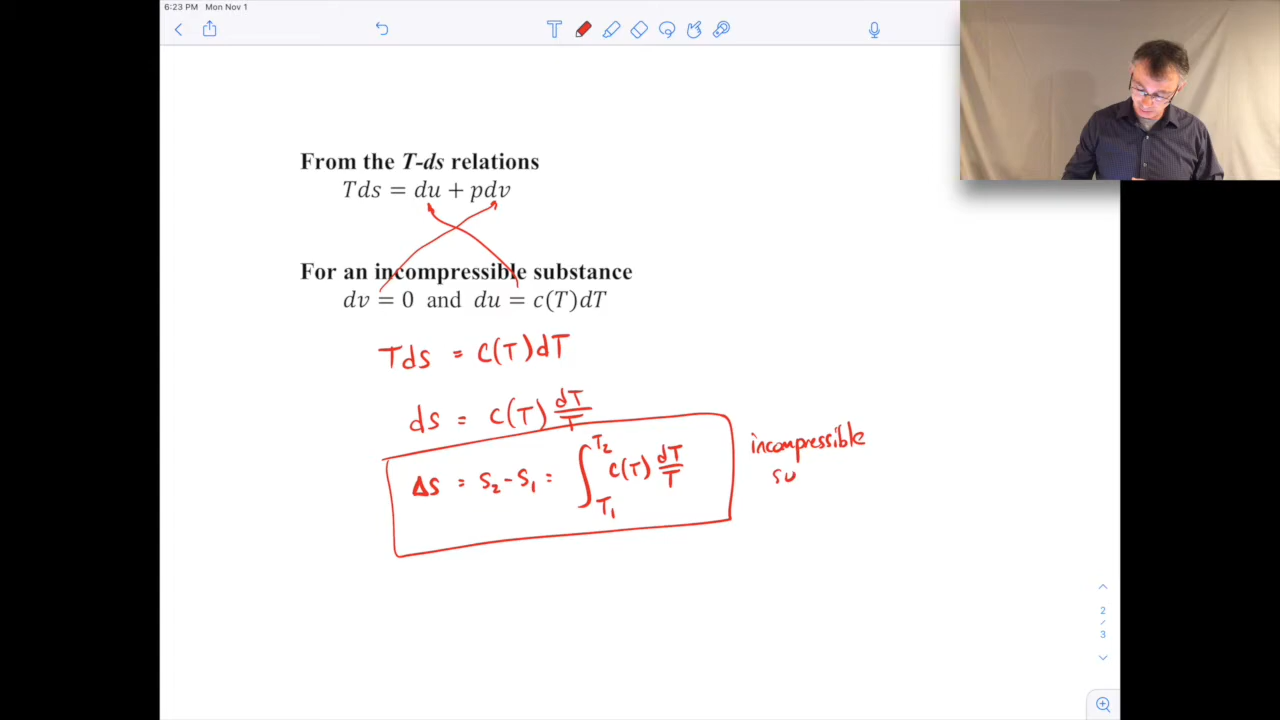 6:23 PM Mon Nov 1
T
From the T-ds relations
Tds = du + pdv
For an incompressible substance
dv = 0 and du = c(T)dT
Tds = C(T)dT
ds = C(T) dT/T
Δs = S₂-S₁ = ∫_{T₁}^{T₂} C(T) dT/T
incompressible
su
2
/
3